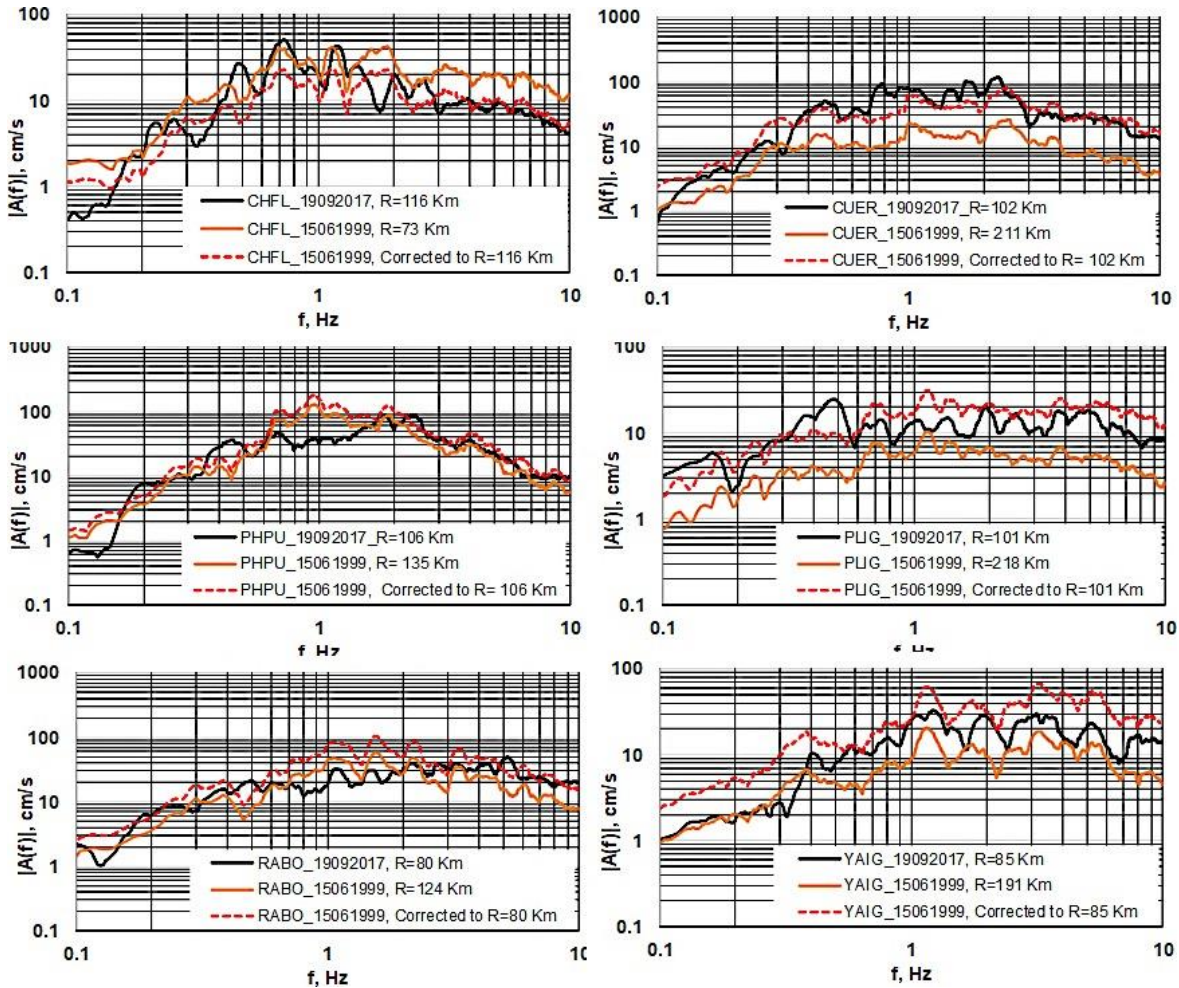 100
10
1
0.1
|A(f)|, cm/s
CHFL_19092017, R=116 Km
CHFL_15061999, R=73 Km
CHFL_15061999, Corrected to R=116 Km
0.1 1 10
f, Hz
1000
100
10
1
0.1
|A(f)|, cm/s
CUER_19092017_R=102 Km
CUER_15061999, R= 211 Km
CUER_15061999, Corrected to R= 102 Km
0.1 1 10
f, Hz
1000
100
10
1
0.1
|A(f)|, cm/s
PHPU_19092017_R=106 Km
PHPU_15061999, R= 135 Km
PHPU_15061999, Corrected to R= 106 Km
0.1 1 10
f, Hz
100
10
1
0.1
|A(f)|, cm/s
PLIG_19092017, R=101 Km
PLIG_15061999, R=218 Km
PLIG_15061999, Corrected to R=101 Km
0.1 1 10
f, Hz
1000
100
10
1
0.1
|A(f)|, cm/s
RABO_19092017, R=80 Km
RABO_15061999, R=124 Km
RABO_15061999, Corrected to R=80 Km
0.1 1 10
f, Hz
100
10
1
0.1
|A(f)|, cm/s
YAIG_19092017, R=85 Km
YAIG_15061999, R=191 Km
YAIG_15061999, Corrected to R=85 Km
0.1 1 10
f, Hz